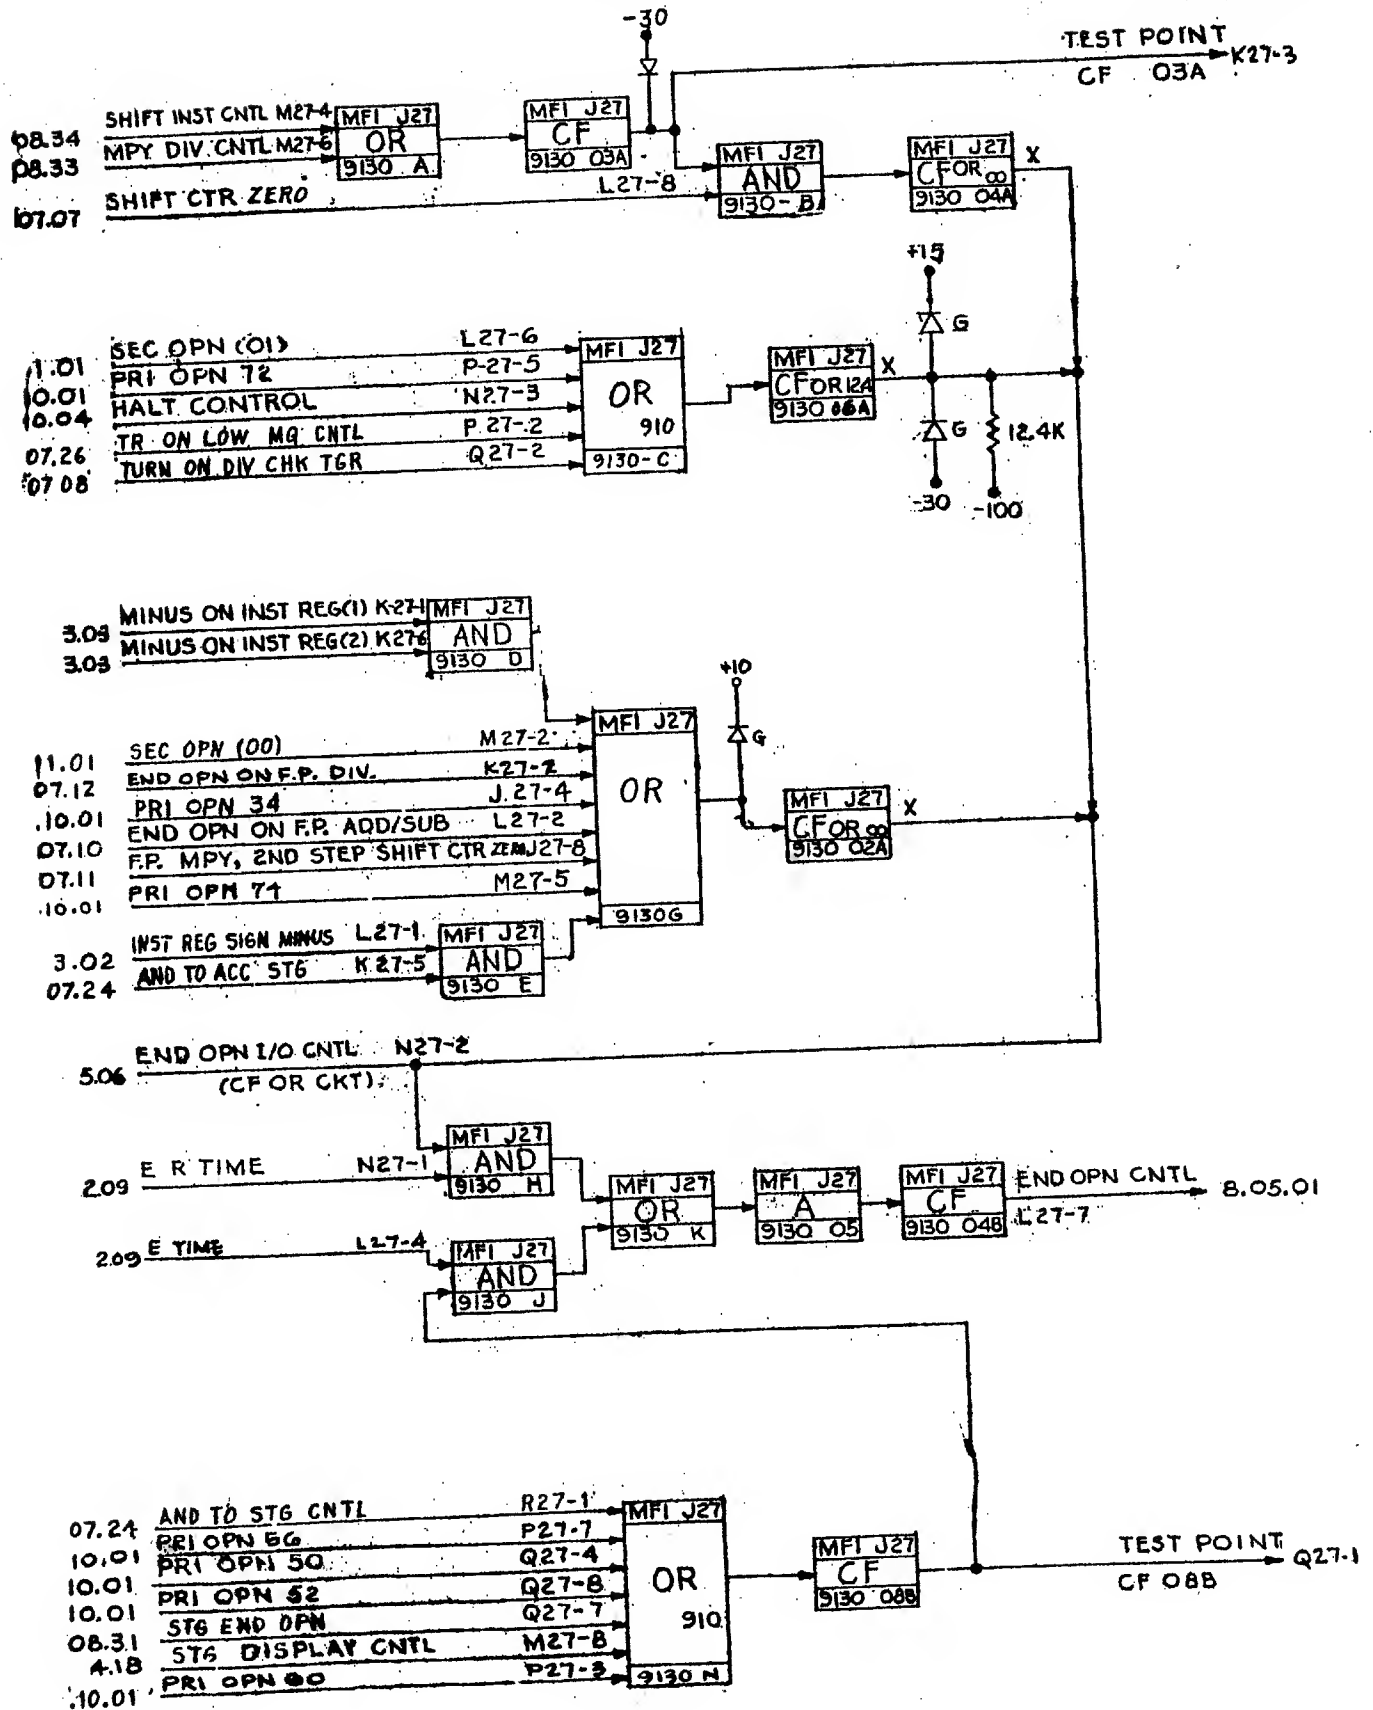 -30
TEST POINT
K27-3
CF 03A
SHIFT INST CNTL M27-4
08.34
MPY DIV. CNTL M27-6
08.33
MFI J27
OR
9130 A
MFI J27
CF
9130 03A
SHIFT CTR ZERO
L27-8
07.07
MFI J27
AND
9130-B
MFI J27
CFOR ∞
9130 04A
X
+15
G
SEC OPN (01) L27-6
1.01
PRI OPN 72 P-27-5
10.01
HALT CONTROL N27-3
10.04
TR ON LOW MQ CNTL P.27-2
07.26
TURN ON DIV CHK TGR Q27-2
07 08
MFI J27
OR
910
9130-C
MFI J27
CFOR 12A
9130 06A
X
G
12.4K
-30
-100
MINUS ON INST REG(1) K-27-1
3.03
MINUS ON INST REG(2) K27-6
3.03
MFI J27
AND
9130 D
+10
G
SEC OPN (00) M27-2
11.01
END OPN ON F.P. DIV. K27-2
07.12
PRI OPN 34 J.27-4
10.01
END OPN ON F.P. ADD/SUB L27-2
07.10
F.P. MPY, 2ND STEP SHIFT CTR ZERO J27-8
07.11
PRI OPN 74 M27-5
10.01
MFI J27
OR
9130G
MFI J27
CFOR ∞
9130 02A
X
INST REG SIGN MINUS L27-1
3.02
AND TO ACC STG K27-5
07.24
MFI J27
AND
9130 E
END OPN I/O CNTL N27-2
5.06
(CF OR CKT)
MFI J27
AND
9130 H
E R TIME N27-1
2.09
E TIME L27-4
2.09
MFI J27
AND
9130 J
MFI J27
OR
9130 K
MFI J27
A
9130 05
MFI J27
CF
9130 04B
END OPN CNTL
8.05.01
L27-7
AND TO STG CNTL R27-1
07.24
PRI OPN 56 P27-7
10.01
PRI OPN 50 Q27-4
10.01
PRI OPN 52 Q27-8
10.01
STG END OPN Q27-7
08.31
STG DISPLAY CNTL M27-8
4.18
PRI OPN P27-3
10.01
MFI J27
OR
910
9130 N
MFI J27
CF
9130 08B
TEST POINT
Q27-1
CF 08B